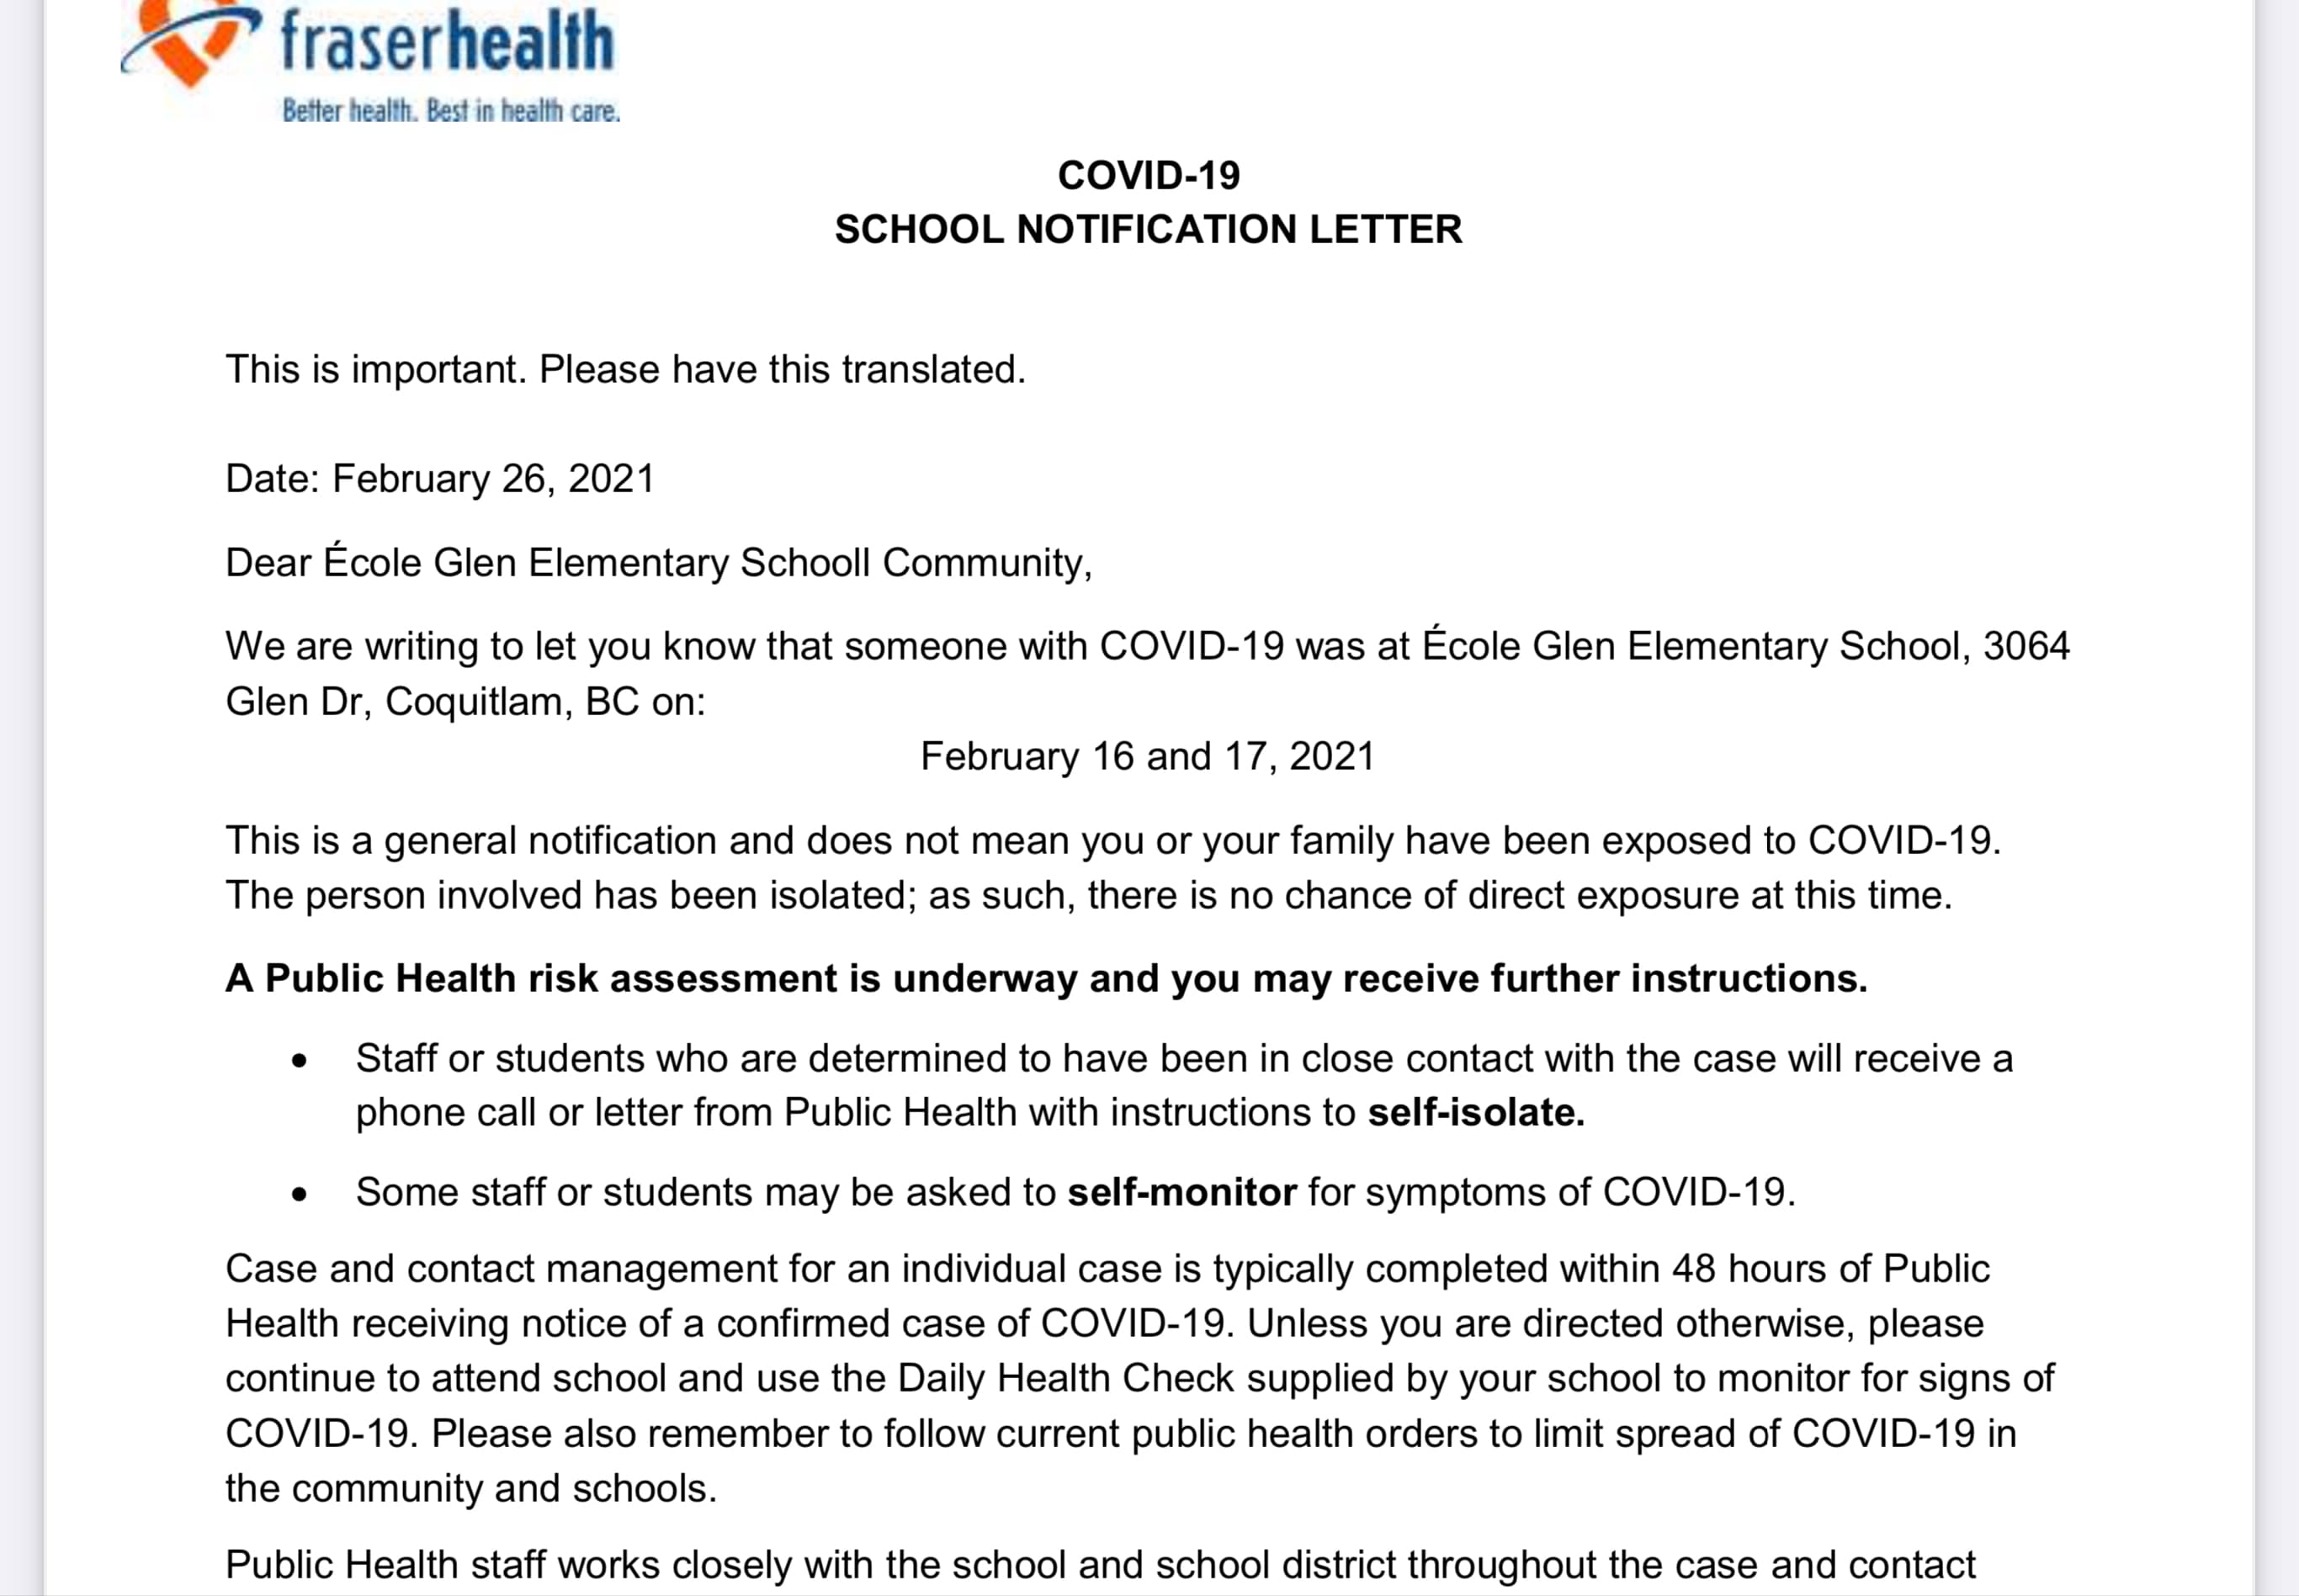 fraserhealth
Better health. Best in health care.
COVID-19
SCHOOL NOTIFICATION LETTER
This is important. Please have this translated.
Date: February 26, 2021
Dear École Glen Elementary Schooll Community,
We are writing to let you know that someone with COVID-19 was at École Glen Elementary School, 3064
Glen Dr, Coquitlam, BC on:
February 16 and 17, 2021
This is a general notification and does not mean you or your family have been exposed to COVID-19.
The person involved has been isolated; as such, there is no chance of direct exposure at this time.
A Public Health risk assessment is underway and you may receive further instructions.
• Staff or students who are determined to have been in close contact with the case will receive a
phone call or letter from Public Health with instructions to self-isolate.
• Some staff or students may be asked to self-monitor for symptoms of COVID-19.
Case and contact management for an individual case is typically completed within 48 hours of Public
Health receiving notice of a confirmed case of COVID-19. Unless you are directed otherwise, please
continue to attend school and use the Daily Health Check supplied by your school to monitor for signs of
COVID-19. Please also remember to follow current public health orders to limit spread of COVID-19 in
the community and schools.
Public Health staff works closely with the school and school district throughout the case and contact